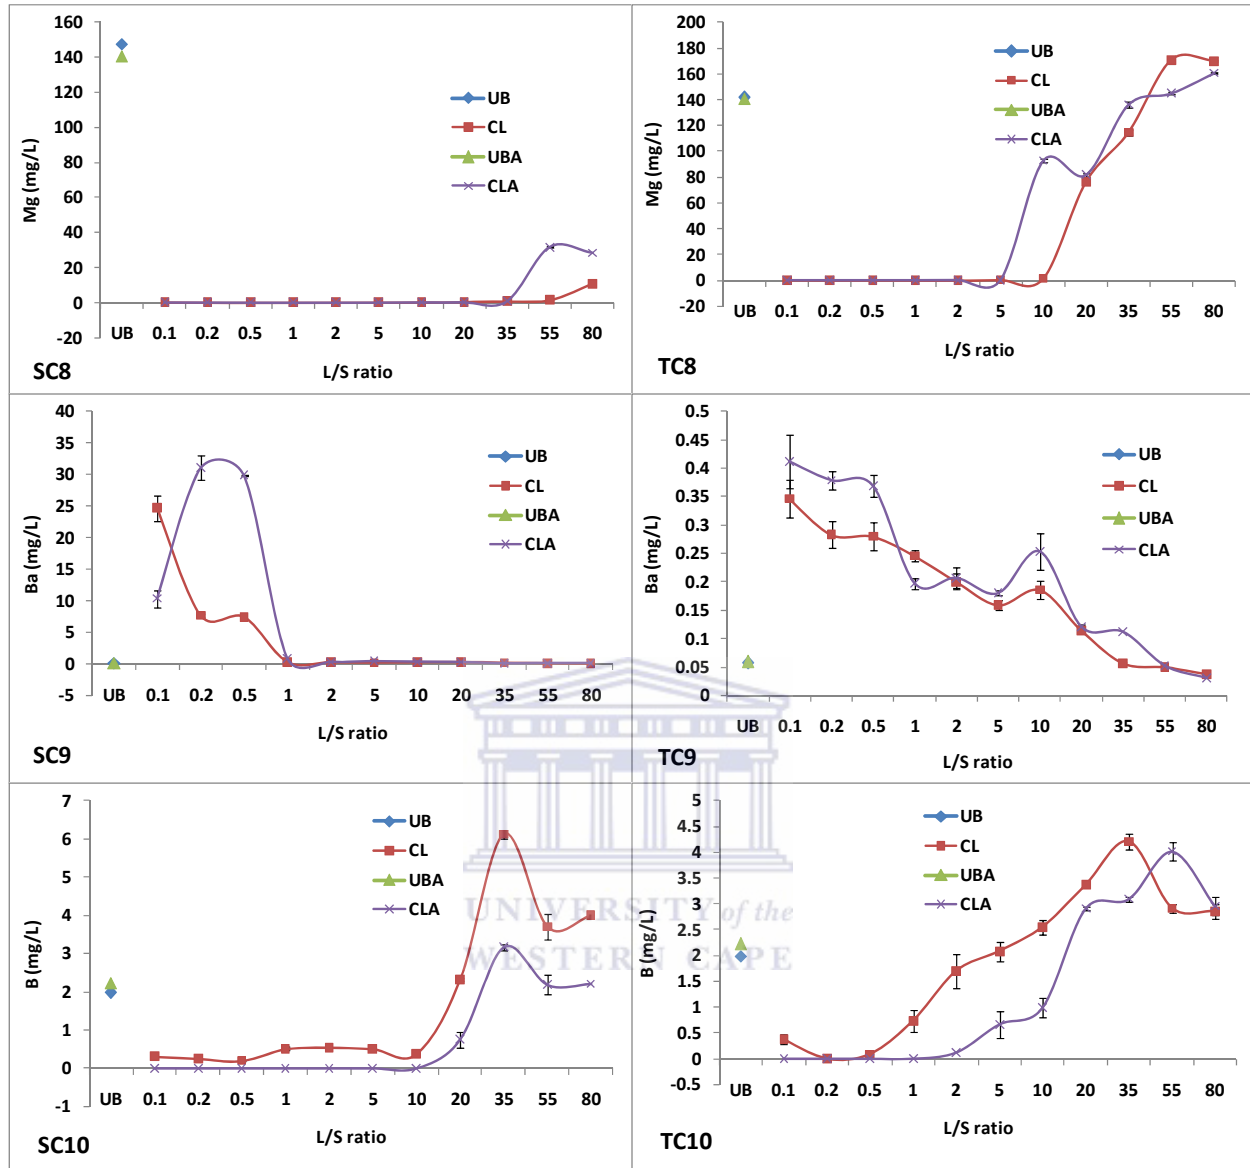 160
140
120
100
80
60
40
20
0
-20
Mg (mg/L)
UB
CL
UBA
CLA
UB 0.1 0.2 0.5 1 2 5 10 20 35 55 80
L/S ratio
SC8
200
180
160
140
120
100
80
60
40
20
0
-20
Mg (mg/L)
UB
CL
UBA
CLA
UB 0.1 0.2 0.5 1 2 5 10 20 35 55 80
L/S ratio
TC8
40
35
30
25
20
15
10
5
0
-5
Ba (mg/L)
UB
CL
UBA
CLA
UB 0.1 0.2 0.5 1 2 5 10 20 35 55 80
L/S ratio
SC9
0.5
0.45
0.4
0.35
0.3
0.25
0.2
0.15
0.1
0.05
0
Ba (mg/L)
UB
CL
UBA
CLA
UB 0.1 0.2 0.5 1 2 5 10 20 35 55 80
L/S ratio
TC9
7
6
5
4
3
2
1
0
-1
B (mg/L)
UB
CL
UBA
CLA
UB 0.1 0.2 0.5 1 2 5 10 20 35 55 80
L/S ratio
SC10
5
4.5
4
3.5
3
2.5
2
1.5
1
0.5
0
-0.5
B (mg/L)
UB
CL
UBA
CLA
UB 0.1 0.2 0.5 1 2 5 10 20 35 55 80
L/S ratio
TC10
UNIVERSITY of the
WESTERN CAPE